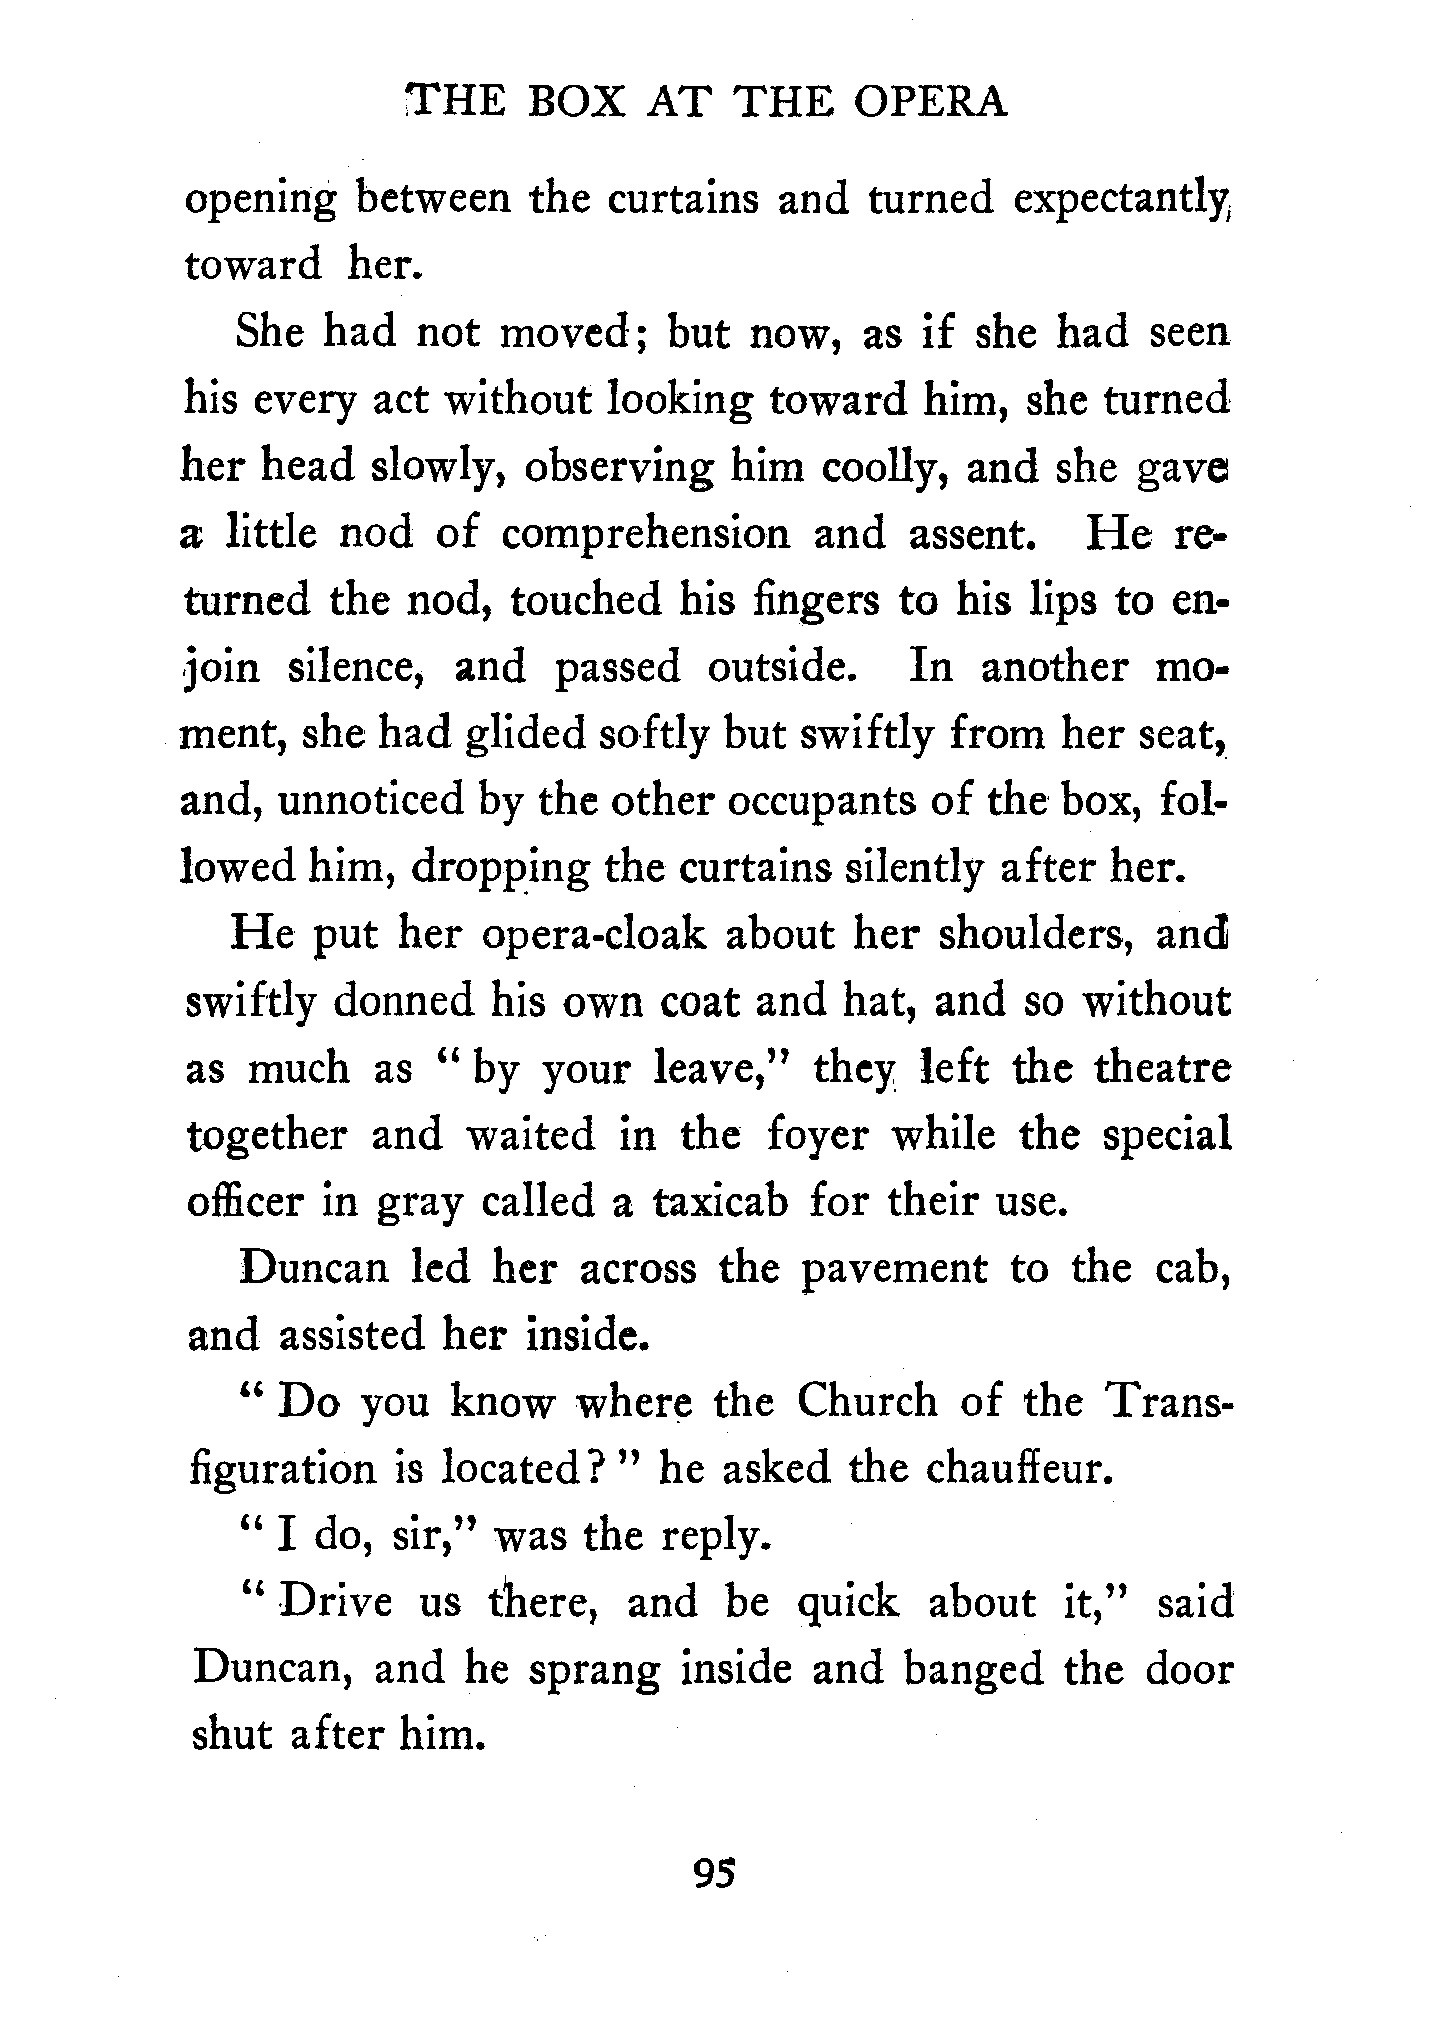 THE BOX AT THE OPERA
opening between the curtains and turned expectantly
toward her.
She had not moved; but now, as if she had seen
his every act without looking toward him, she turned
her head slowly, observing him coolly, and she gave
a little nod of comprehension and assent. He re-
turned the nod, touched his fingers to his lips to en-
join silence, and passed outside. In another mo-
ment, she had glided softly but swiftly from her seat,
and, unnoticed by the other occupants of the box, fol-
lowed him, dropping the curtains silently after her.
He put her opera-cloak about her shoulders, and
swiftly donned his own coat and hat, and so without
as much as “ by your leave,” they left the theatre
together and waited in the foyer while the special
officer in gray called a taxicab for their use.
Duncan led her across the pavement to the cab,
and assisted her inside.
“ Do you know where the Church of the Trans-
figuration is located? ” he asked the chauffeur.
“ I do, sir,” was the reply.
“ Drive us there, and be quick about it,” said
Duncan, and he sprang inside and banged the door
shut after him.
95